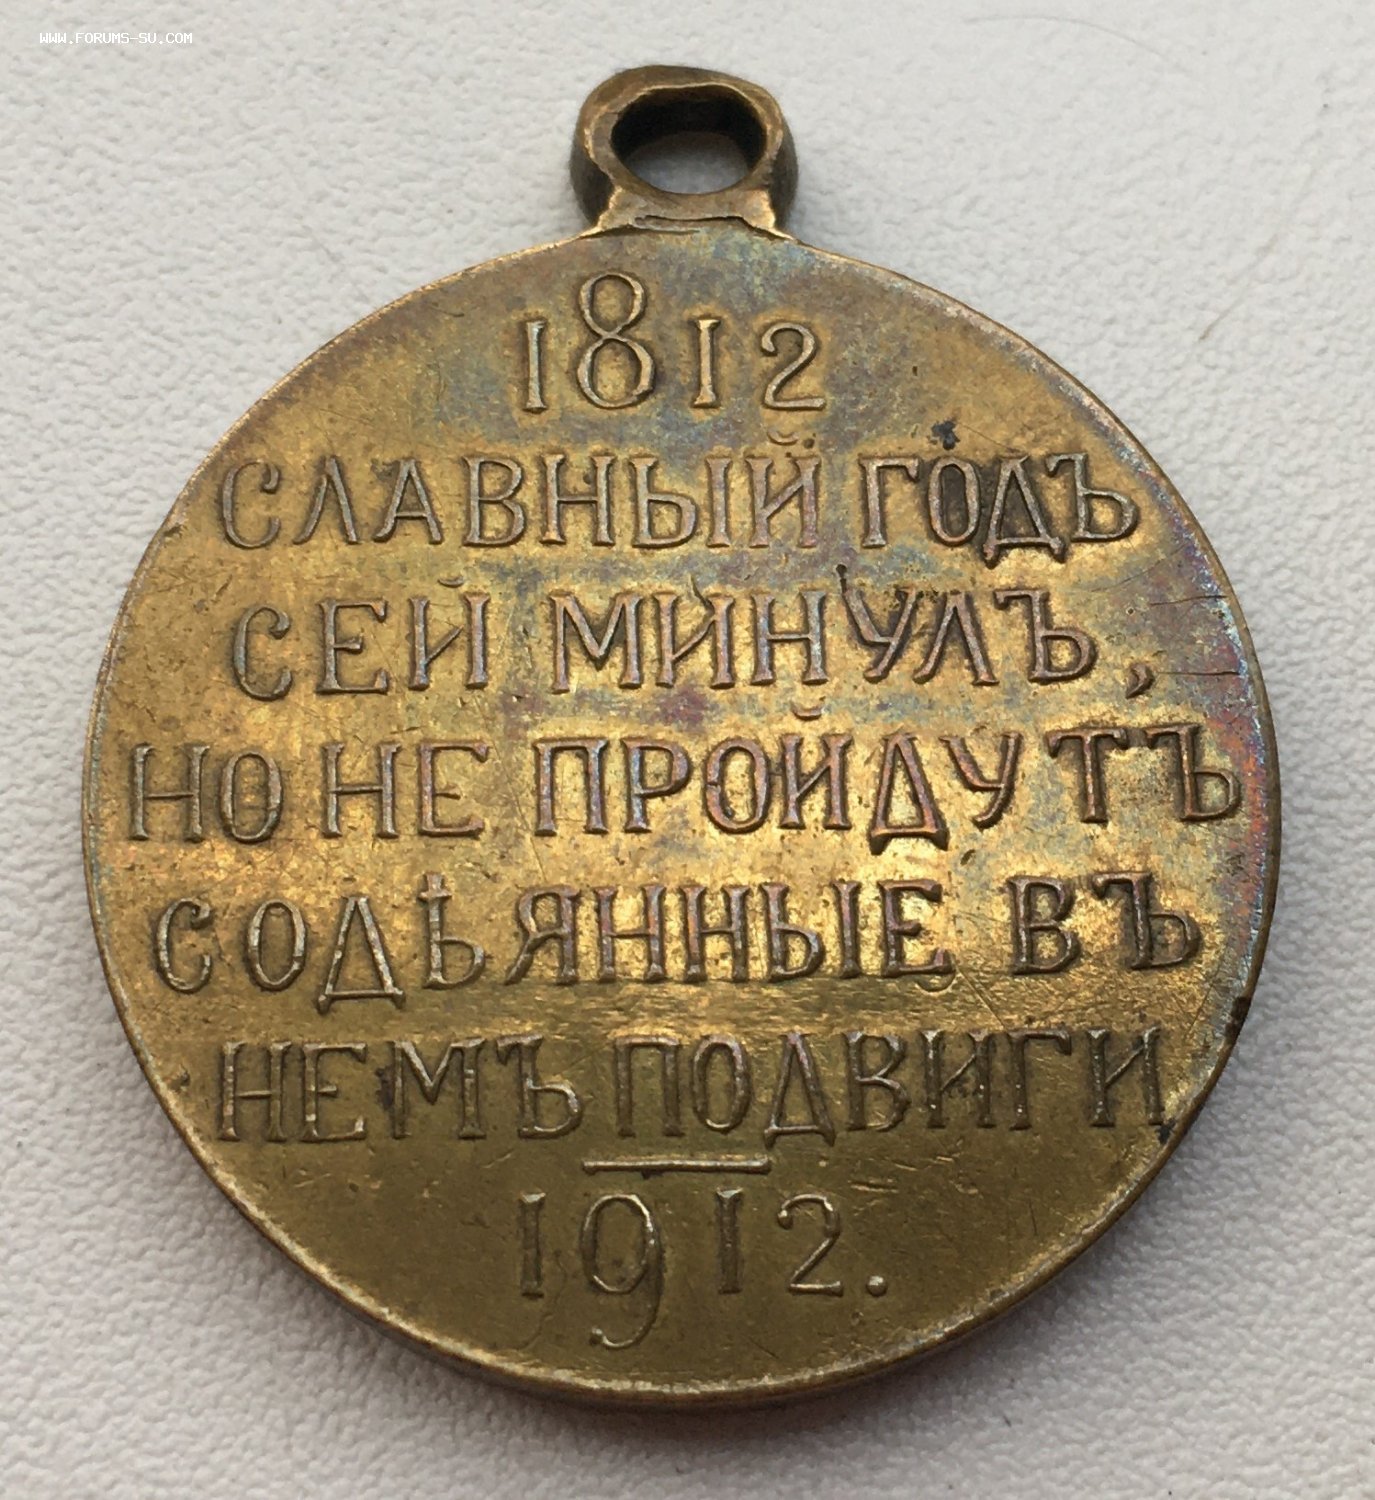 WWW.FORUMS-SU.COM
1812
СЛАВНЫЙ ГОДЪ
СЕЙ МИНУЛЪ,
НО НЕ ПРОЙДУТЪ
СОДѢЯННЫЕ ВЪ
НЕМЪ ПОДВИГИ
1912.